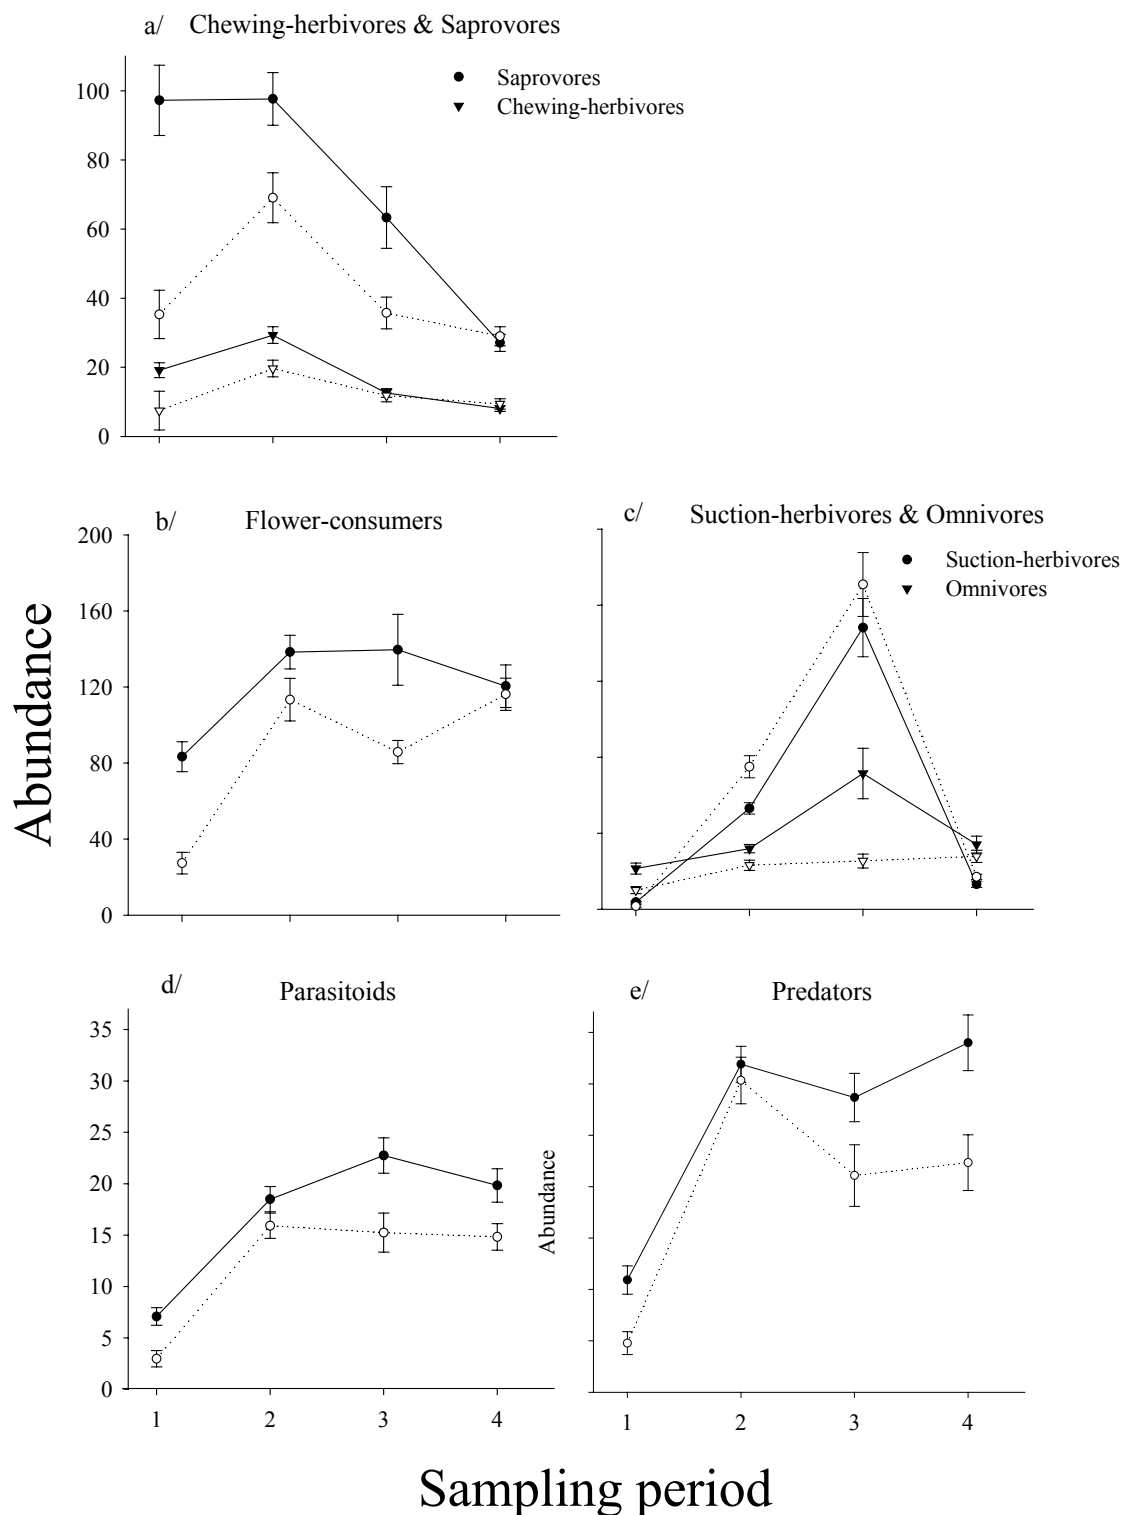 a/ Chewing-herbivores & Saprovores
Saprovores
Chewing-herbivores
100
80
60
40
20
0
b/ Flower-consumers
200
160
120
80
40
0
c/ Suction-herbivores & Omnivores
Suction-herbivores
Omnivores
Abundance
d/ Parasitoids
35
30
25
20
15
10
5
0
1 2 3 4
e/ Predators
Abundance
1 2 3 4
Sampling period